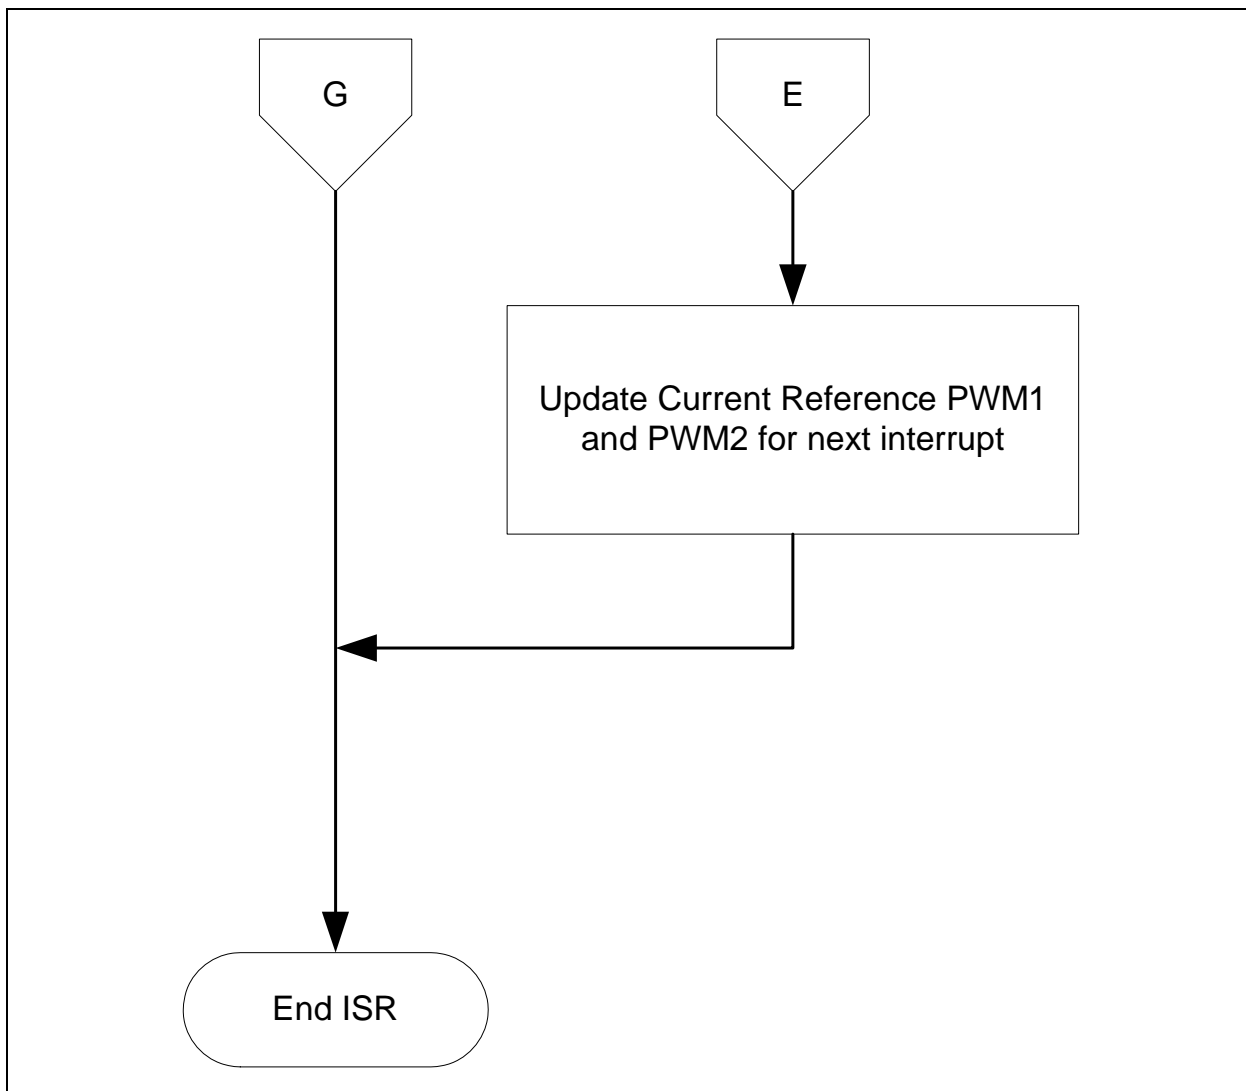 G
E
Update Current Reference PWM1
and PWM2 for next interrupt
End ISR